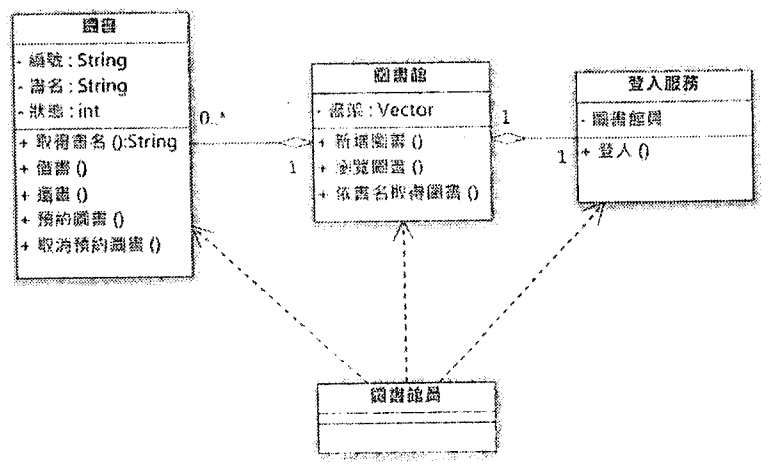 圖書
- 編號 : String
- 書名 : String
- 狀態 : int
+ 取得書名 ():String
+ 借書 ()
+ 還書 ()
+ 預約圖書 ()
+ 取消預約圖書 ()
0..*
1
圖書館
- 館藏 : Vector
+ 新增圖書 ()
+ 瀏覽圖書 ()
+ 依書名取得圖書 ()
1
1
登入服務
- 圖書館員
+ 登入 ()
圖書館員